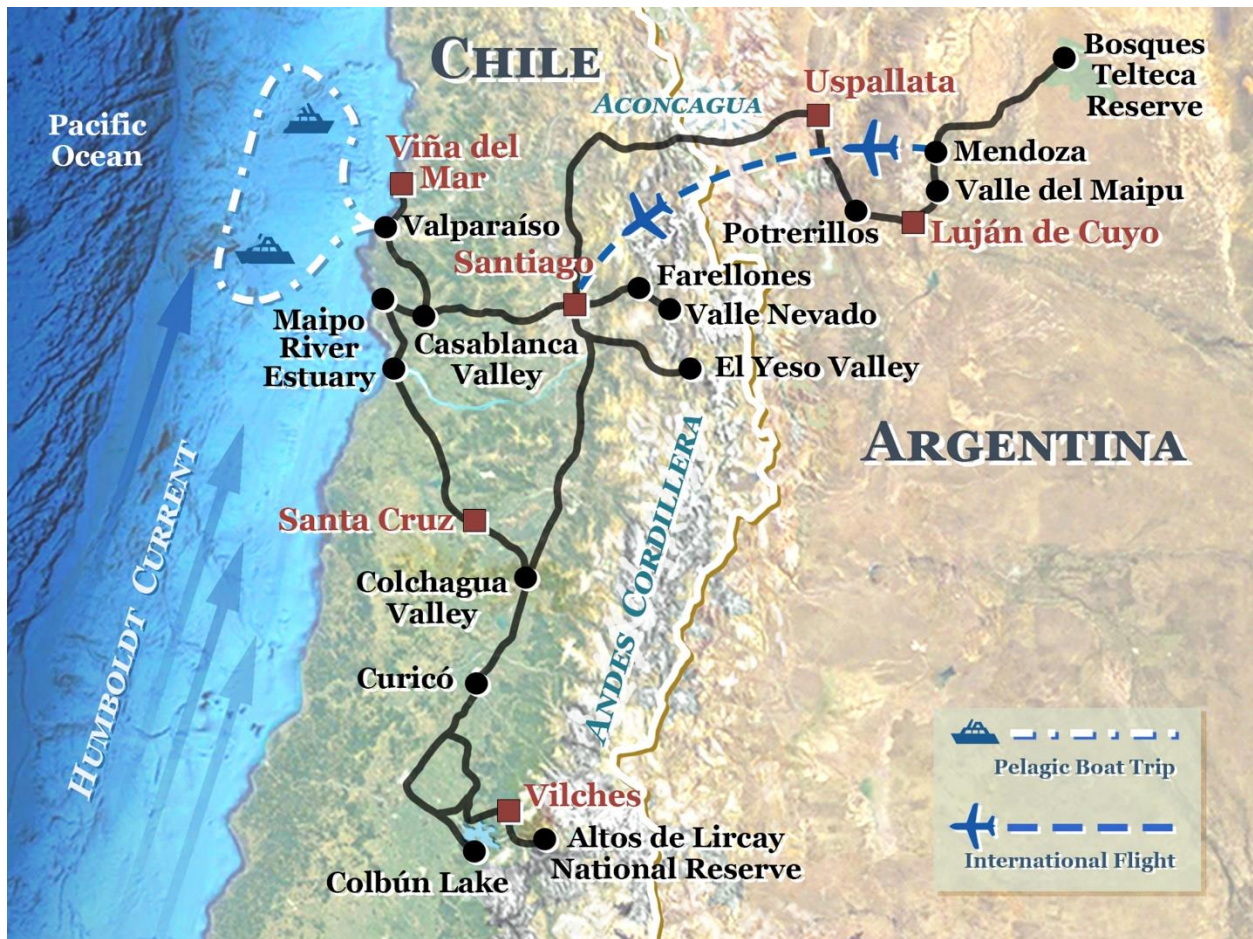 CHILE
Bosques
Telteca
Reserve
Uspallata
ACONCAGUA
Pacific
Ocean
Viña del
Mar
Mendoza
Valle del Maipu
Valparaíso
Potrerillos
Luján de Cuyo
Santiago
Farellones
Valle Nevado
Maipo
River
Estuary
Casablanca
Valley
El Yeso Valley
ARGENTINA
HUMBOLDT CURRENT
ANDES CORDILLERA
Santa Cruz
Colchagua
Valley
Curicó
Vilches
Altos de Lircay
National Reserve
Colbún Lake
Pelagic Boat Trip
International Flight